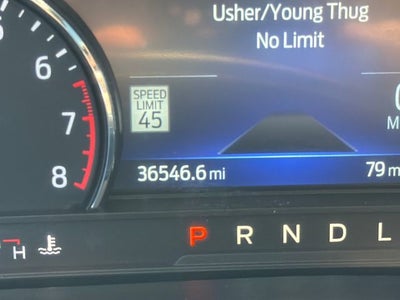 Usher/Young Thug
No Limit
6
7
8
SPEED
LIMIT
45
36546.6 mi
79
P R N D L
H